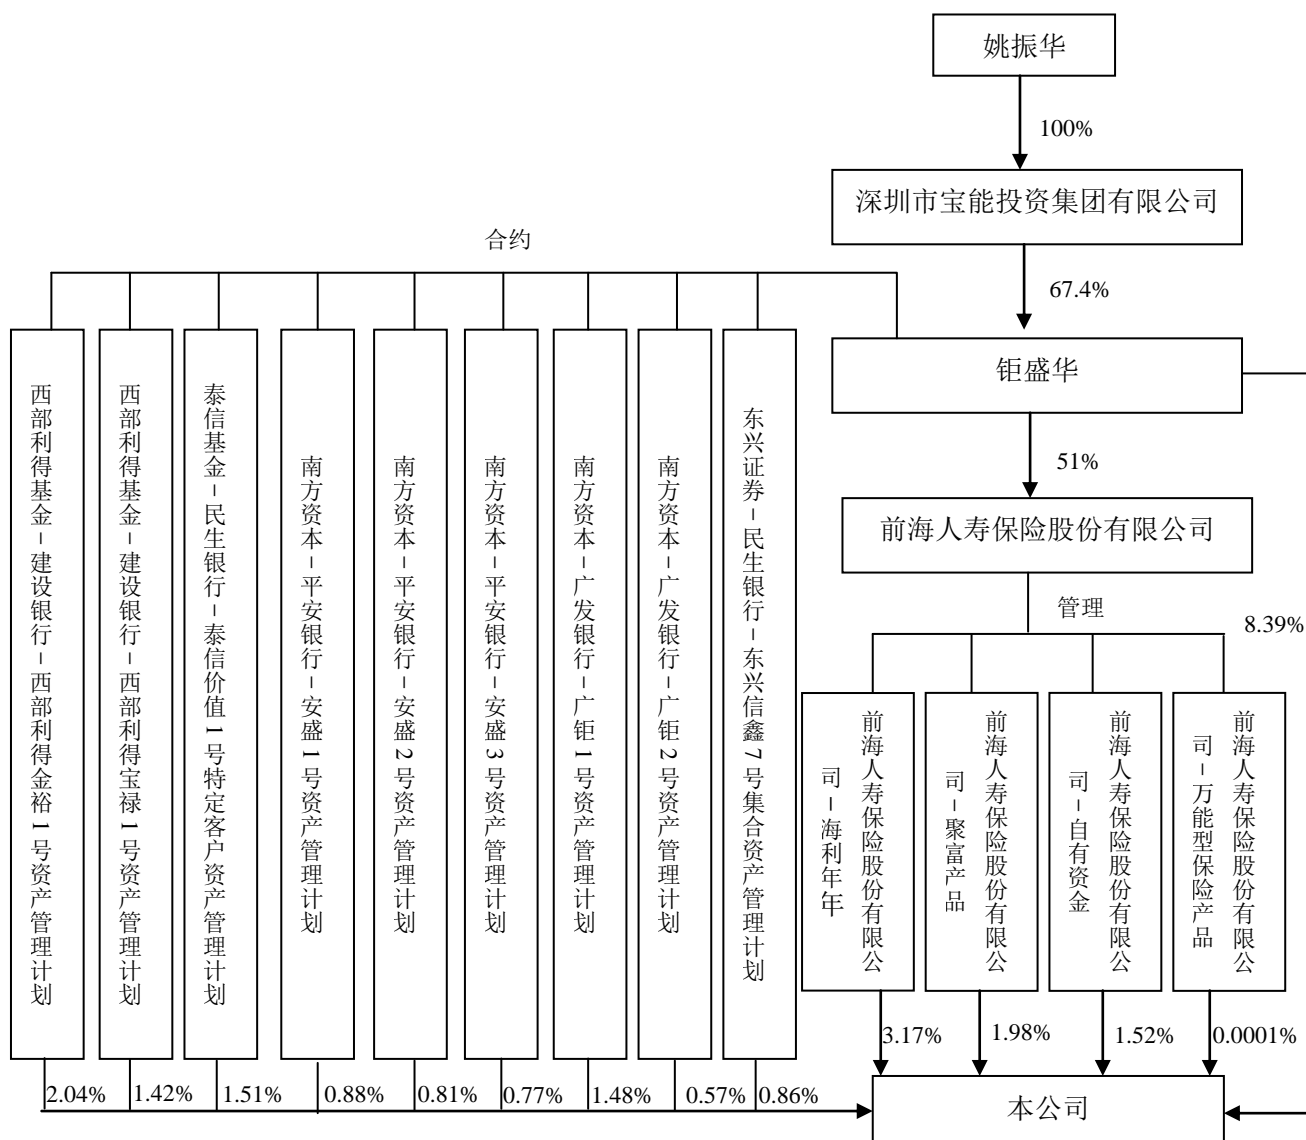 姚振华
100%
深圳市宝能投资集团有限公司
合约
67.4%
钜盛华
51%
前海人寿保险股份有限公司
管理
8.39%
西部利得基金-建设银行-西部利得金裕1号资产管理计划
西部利得基金-建设银行-西部利得宝禄1号资产管理计划
泰信基金-民生银行-泰信价值1号特定客户资产管理计划
南方资本-平安银行-安盛1号资产管理计划
南方资本-平安银行-安盛2号资产管理计划
南方资本-平安银行-安盛3号资产管理计划
南方资本-广发银行-广钜1号资产管理计划
南方资本-广发银行-广钜2号资产管理计划
东兴证券-民生银行-东兴信鑫7号集合资产管理计划
前海人寿保险股份有限公
司-海利年年
前海人寿保险股份有限公
司-聚富产品
前海人寿保险股份有限公
司-自有资金
前海人寿保险股份有限公
司-万能型保险产品
3.17%
1.98%
1.52%
0.0001%
2.04%
1.42%
1.51%
0.88%
0.81%
0.77%
1.48%
0.57%
0.86%
本公司